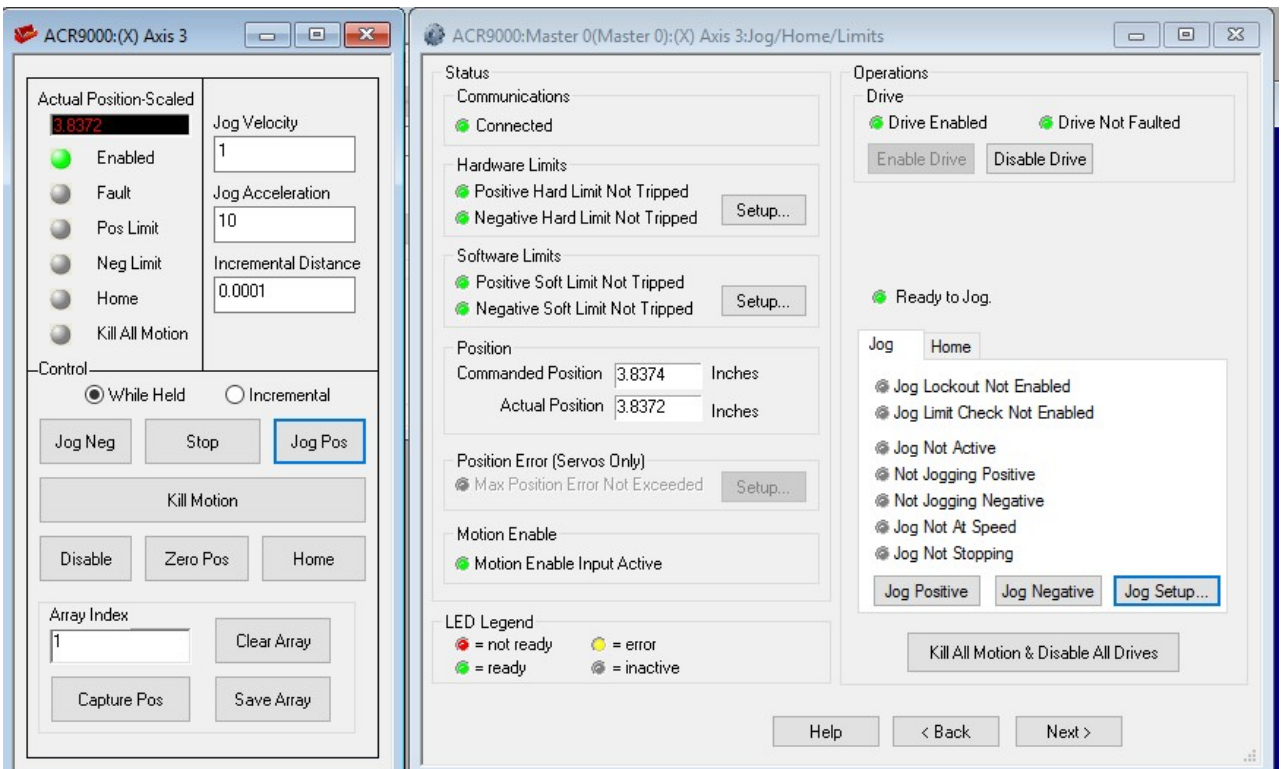 ACR9000:(X) Axis 3
Actual Position-Scaled
3.8372
Enabled
Fault
Pos Limit
Neg Limit
Home
Kill All Motion
Jog Velocity
1
Jog Acceleration
10
Incremental Distance
0.0001
Control
While Held Incremental
Jog Neg Stop Jog Pos
Kill Motion
Disable Zero Pos Home
Array Index
1
Clear Array
Capture Pos Save Array
ACR9000:Master 0(Master 0):(X) Axis 3:Jog/Home/Limits
Status
Communications
Connected
Hardware Limits
Positive Hard Limit Not Tripped
Negative Hard Limit Not Tripped
Setup...
Software Limits
Positive Soft Limit Not Tripped
Negative Soft Limit Not Tripped
Setup...
Position
Commanded Position 3.8374 Inches
Actual Position 3.8372 Inches
Position Error (Servos Only)
Max Position Error Not Exceeded Setup...
Motion Enable
Motion Enable Input Active
LED Legend
= not ready = error
= ready = inactive
Operations
Drive
Drive Enabled Drive Not Faulted
Enable Drive Disable Drive
Ready to Jog.
Jog Home
Jog Lockout Not Enabled
Jog Limit Check Not Enabled
Jog Not Active
Not Jogging Positive
Not Jogging Negative
Jog Not At Speed
Jog Not Stopping
Jog Positive Jog Negative Jog Setup...
Kill All Motion & Disable All Drives
Help < Back Next >